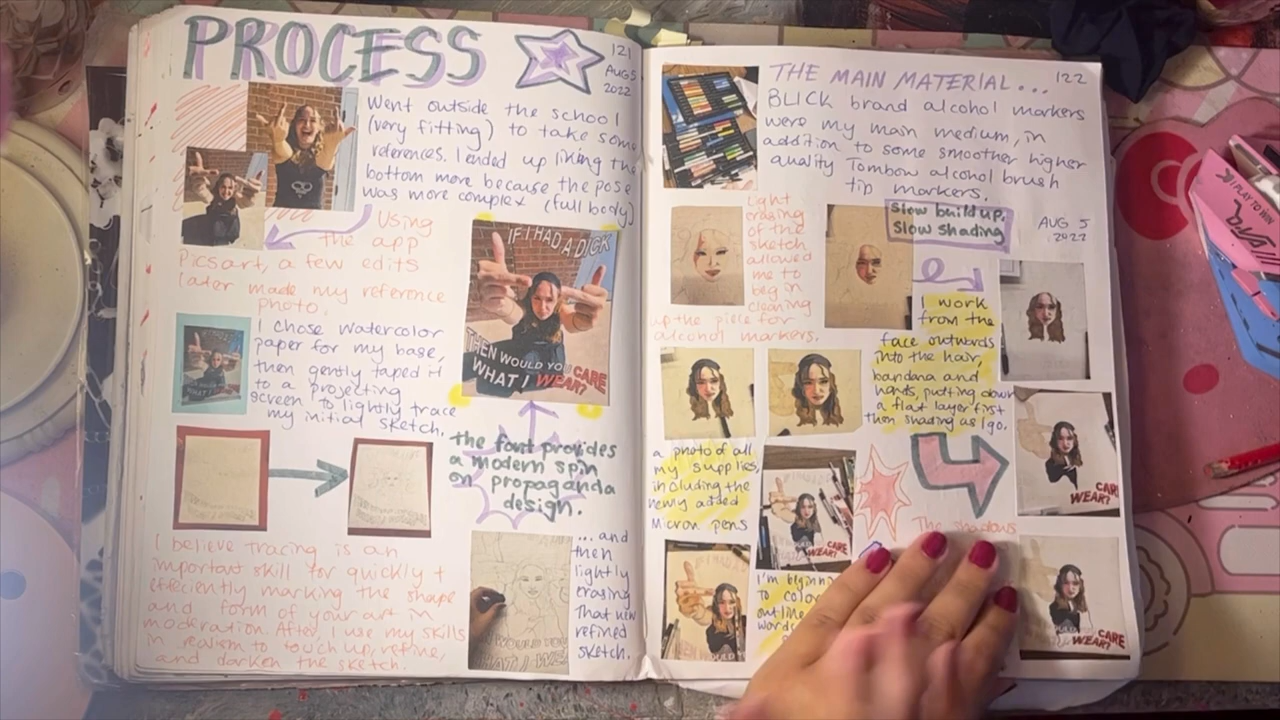 PROCESS
121
AUG 5
2022
Went outside the school
(very fitting) to take some
references. I ended up liking the
bottom more because the pose
was more complex (full body)
Using
the app
Picsart, a few edits
later made my reference
photo.
IF I HAD A DICK
THEN WOULD YOU CARE
WHAT I WEAR?
I chose watercolor
paper for my base,
then gently taped it
to a projecting
screen to lightly trace
my initial sketch.
the font provides
a modern spin
on propaganda
design.
I believe tracing is an
important skill for quickly +
efficiently marking the shape
and form of your art in
moderation. After, I use my skills
in realism to touch up, refine,
and darken the sketch.
... and
then
lightly
erasing
that new
refined
sketch.
122
THE MAIN MATERIAL...
BLICK brand alcohol markers
were my main medium, in
addition to some smoother higher
quality Tombow alcohol brush
tip markers.
Light
erasing
of the
sketch
allowed
me to
begin
cleaning
up the piece for
alcohol markers.
Slow build up.
Slow shading
AUG. 5
2022
I work
from the
face outwards
into the hair,
bandana and
hands, putting down
a flat layer first
then shading as I go.
a photo of all
my supplies,
including the
newly added
Micron pens
CARE
WEAR?
CARE
WEAR?
The shadows
I'm beginning
to color
outline
words
CARE
WEAR?
I PLAY TO WIN